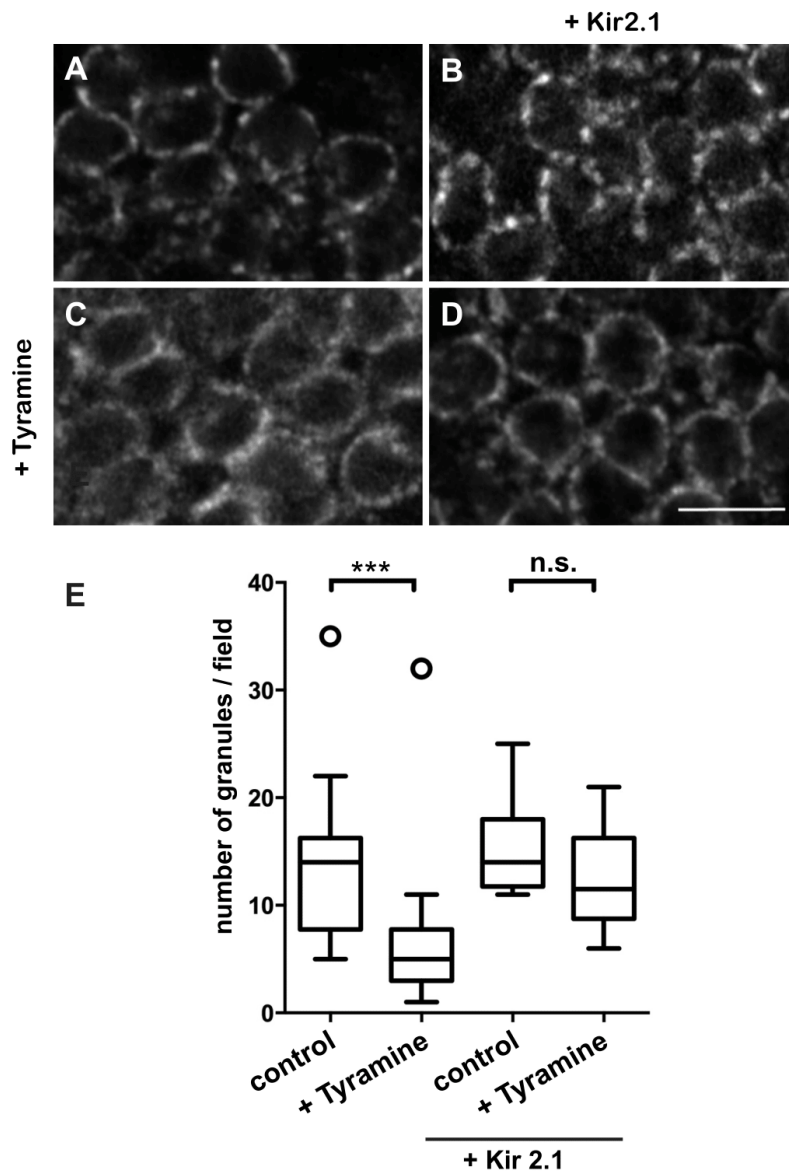 + Kir2.1
A
B
+ Tyramine
C
D
E
number of granules / field
40
30
20
10
0
***
n.s.
control
+ Tyramine
control
+ Tyramine
+ Kir 2.1